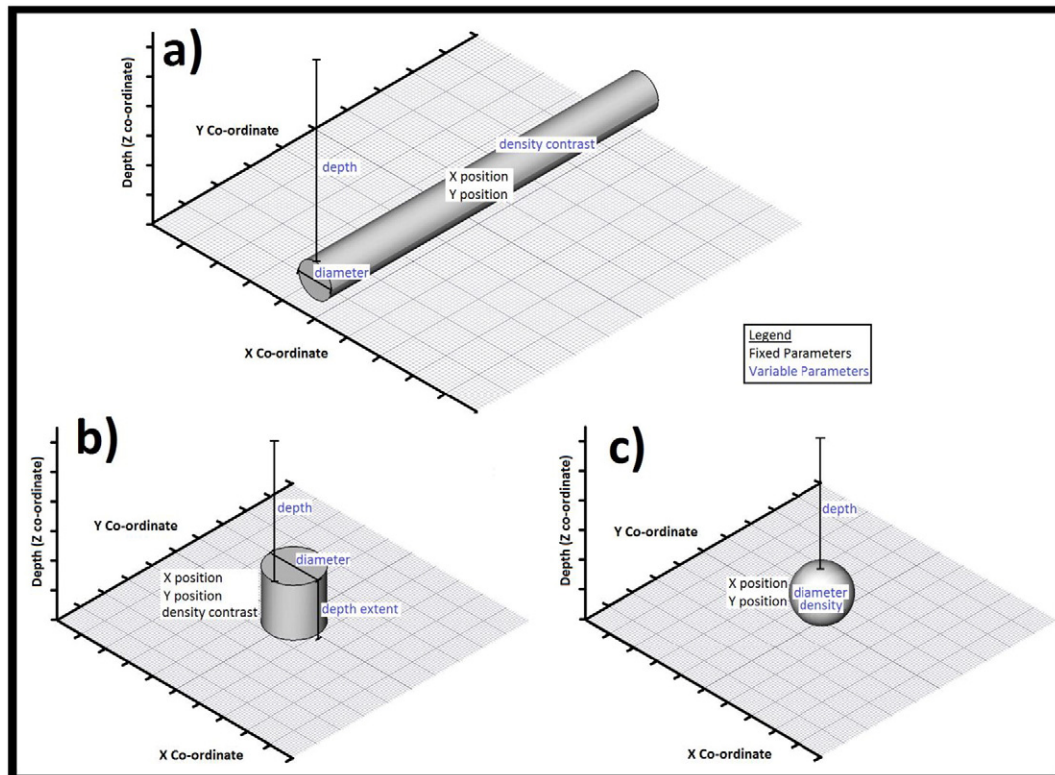 a)
Depth (Z co-ordinate)
Y Co-ordinate
depth
density contrast
X position
Y position
diameter
X Co-ordinate
Legend
Fixed Parameters
Variable Parameters
b)
Depth (Z co-ordinate)
Y Co-ordinate
depth
diameter
X position
Y position
density contrast
depth extent
X Co-ordinate
c)
Depth (Z co-ordinate)
Y Co-ordinate
depth
X position
Y position
diameter
density
X Co-ordinate